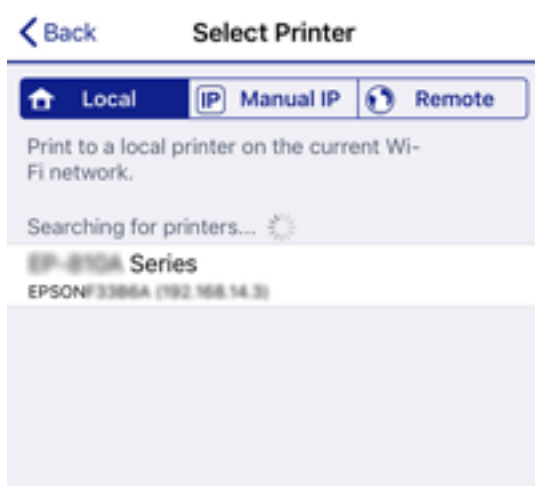 Back
Select Printer
Local
IP Manual IP
Remote
Print to a local printer on the current Wi-
Fi network.
Searching for printers...
Series
EPSON